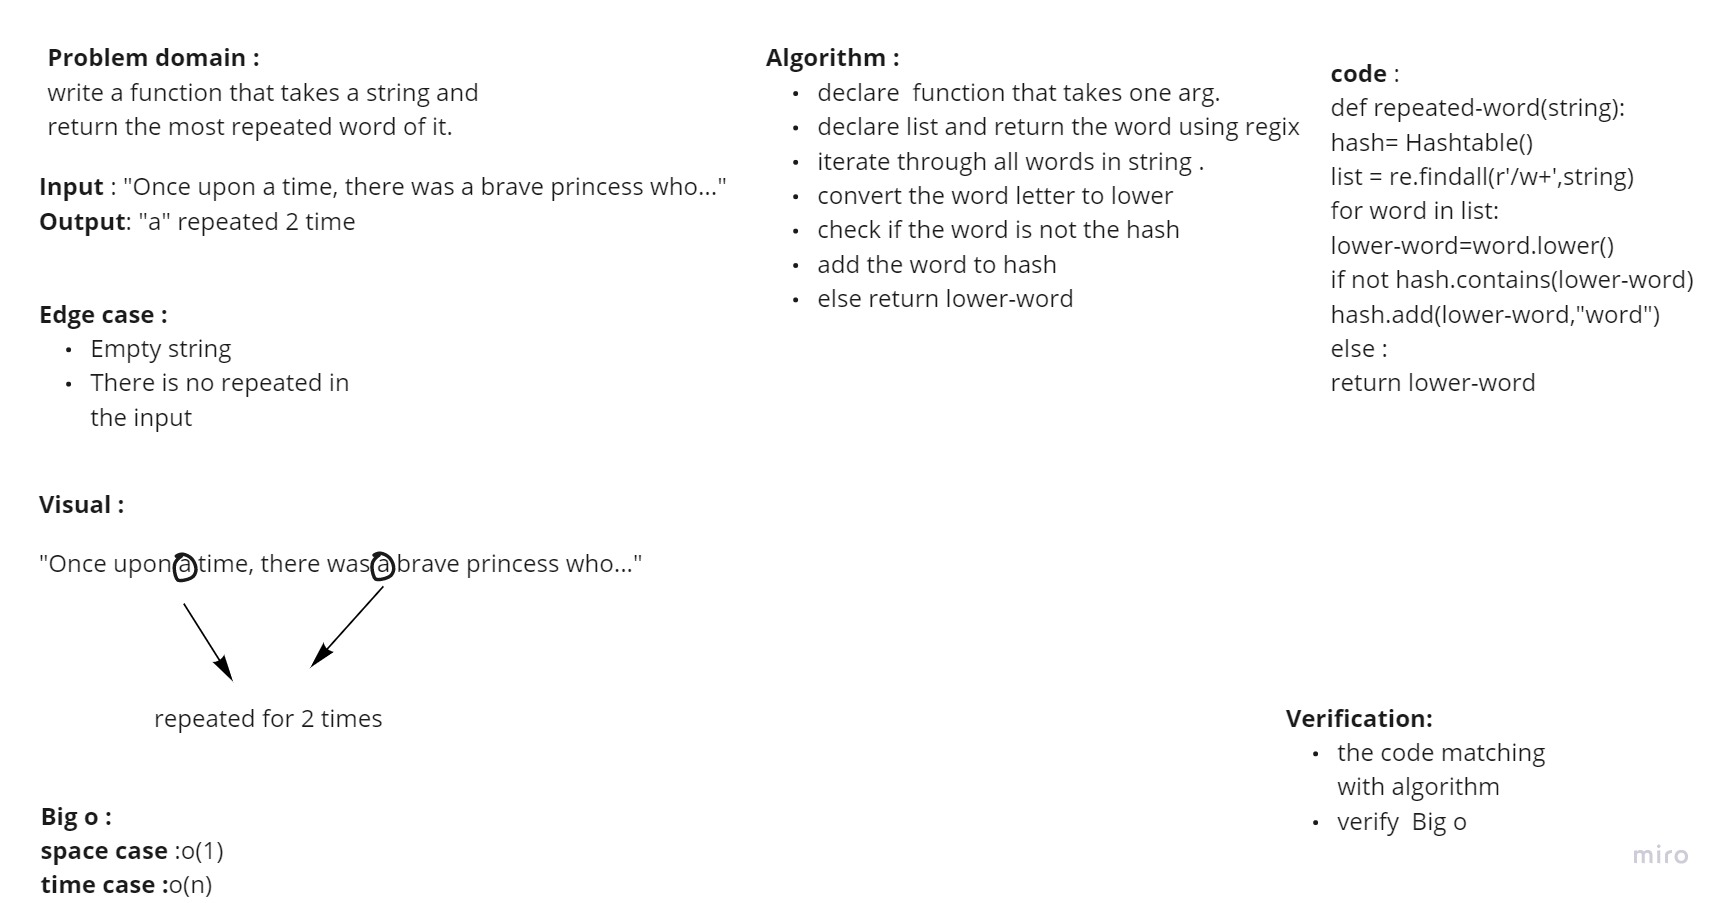 Problem domain :
write a function that takes a string and
return the most repeated word of it.
Input : "Once upon a time, there was a brave princess who..."
Output: "a" repeated 2 time
Edge case :
• Empty string
• There is no repeated in
the input
Visual :
"Once upon a time, there was a brave princess who..."
repeated for 2 times
Big o :
space case :o(1)
time case :o(n)
Algorithm :
• declare  function that takes one arg.
• declare list and return the word using regix
• iterate through all words in string .
• convert the word letter to lower
• check if the word is not the hash
• add the word to hash
• else return lower-word
code :
def repeated-word(string):
hash= Hashtable()
list = re.findall(r'/w+',string)
for word in list:
lower-word=word.lower()
if not hash.contains(lower-word)
hash.add(lower-word,"word")
else :
return lower-word
Verification:
• the code matching
with algorithm
• verify  Big o
miro